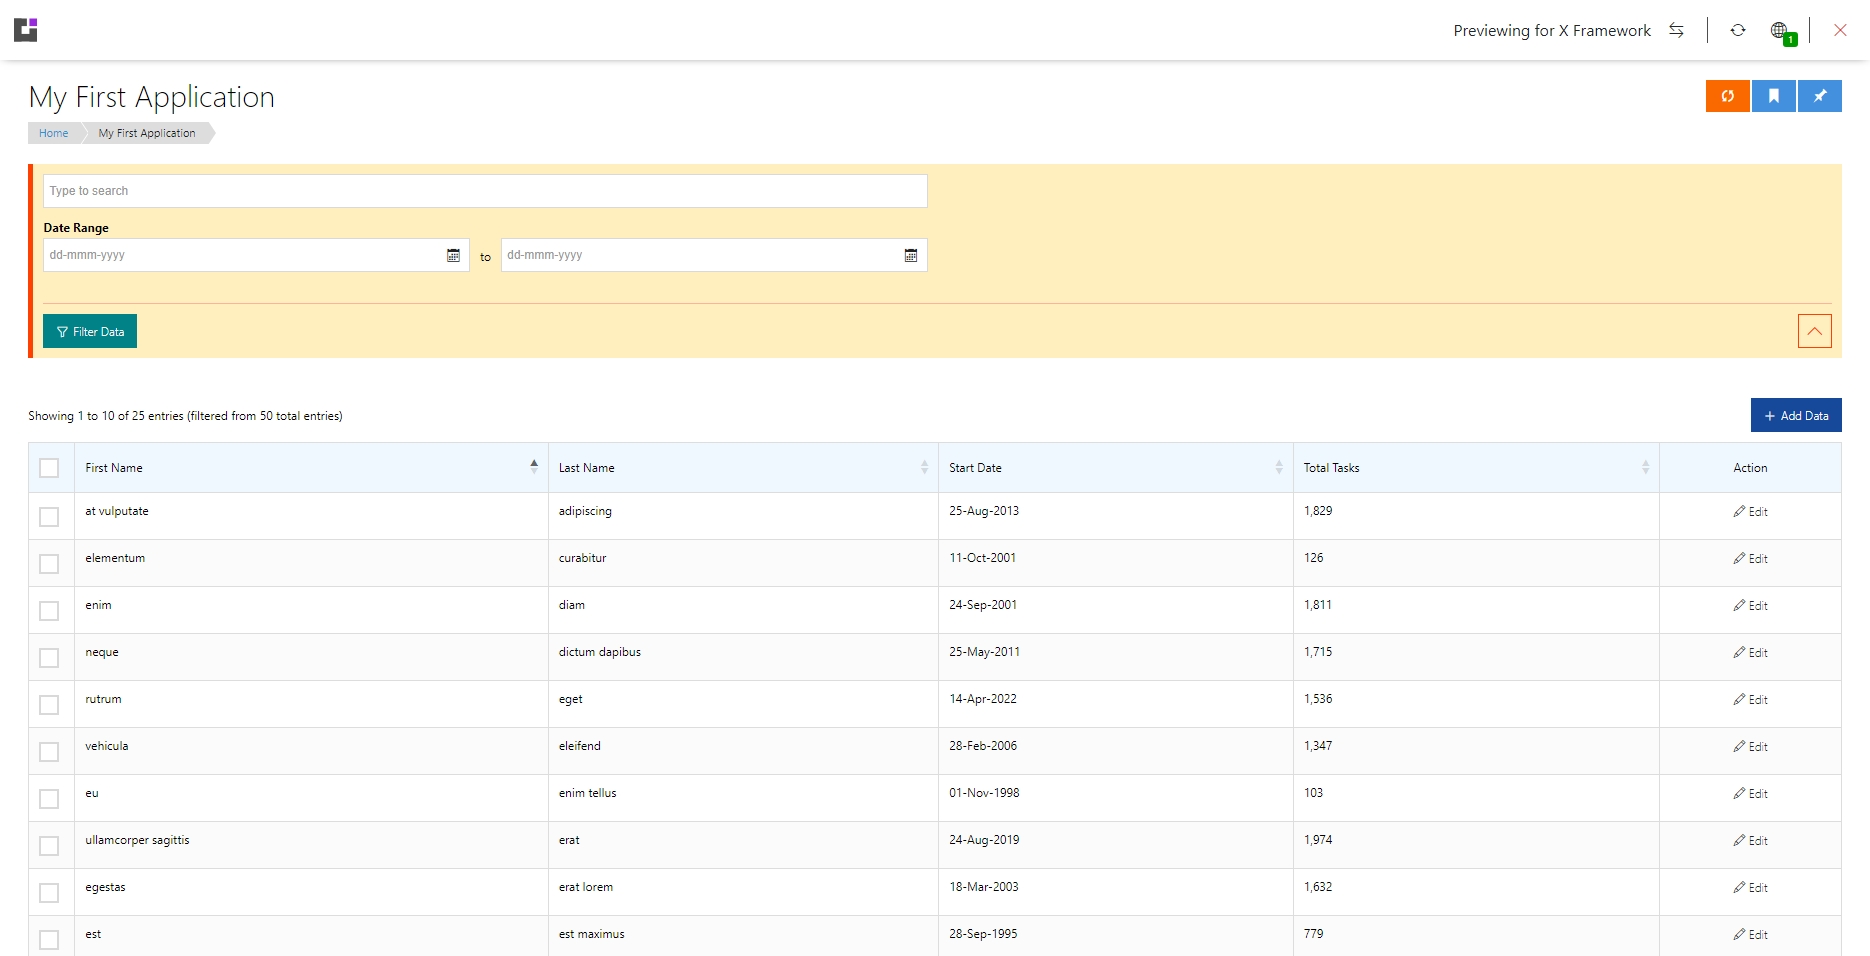 Previewing for X Framework
1
My First Application
Home My First Application
Type to search
Date Range
dd-mmm-yyyy to dd-mmm-yyyy
Filter Data
Showing 1 to 10 of 25 entries (filtered from 50 total entries)
+ Add Data
First Name Last Name Start Date Total Tasks Action
at vulputate adipiscing 25-Aug-2013 1,829 Edit
elementum curabitur 11-Oct-2001 126 Edit
enim diam 24-Sep-2001 1,811 Edit
neque dictum dapibus 25-May-2011 1,715 Edit
rutrum eget 14-Apr-2022 1,536 Edit
vehicula eleifend 28-Feb-2006 1,347 Edit
eu enim tellus 01-Nov-1998 103 Edit
ullamcorper sagittis erat 24-Aug-2019 1,974 Edit
egestas erat lorem 18-Mar-2003 1,632 Edit
est est maximus 28-Sep-1995 779 Edit